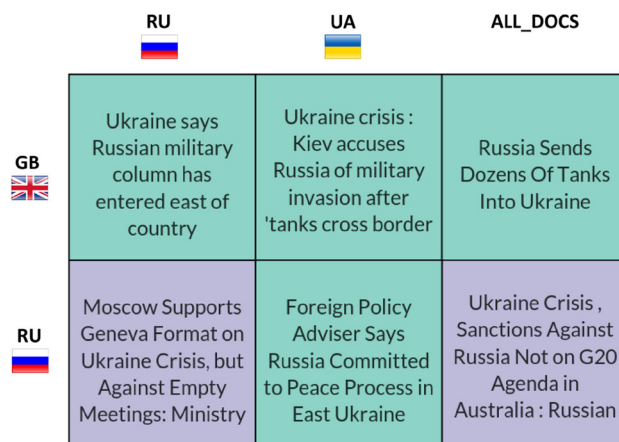 RU UA ALL_DOCS
GB
Ukraine says
Russian military
column has
entered east of
country
Ukraine crisis :
Kiev accuses
Russia of military
invasion after
'tanks cross border
Russia Sends
Dozens Of Tanks
Into Ukraine
RU
Moscow Supports
Geneva Format on
Ukraine Crisis, but
Against Empty
Meetings: Ministry
Foreign Policy
Adviser Says
Russia Committed
to Peace Process in
East Ukraine
Ukraine Crisis ,
Sanctions Against
Russia Not on G20
Agenda in
Australia : Russian